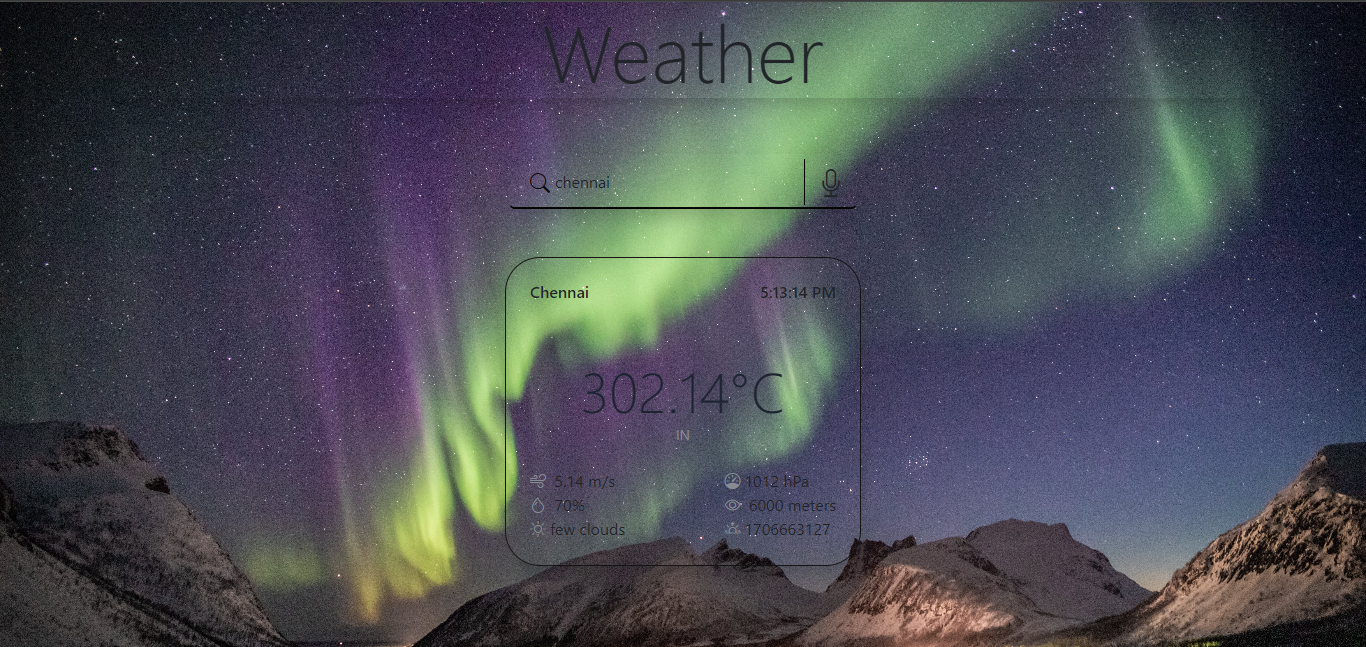 Weather
chennai
Chennai 5:13:14 PM
302.14°C
IN
5.14 m/s 1012 hPa
70% 6000 meters
few clouds 1706663127